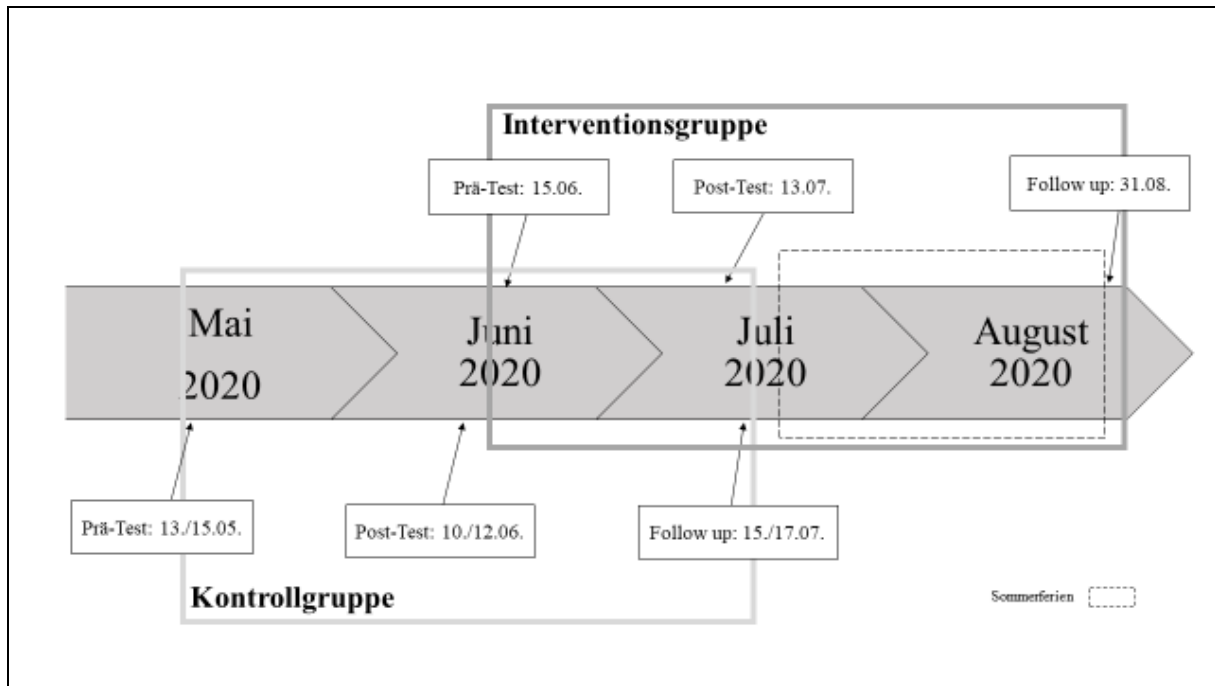 Interventionsgruppe
Prä-Test: 15.06.
Post-Test: 13.07.
Follow up: 31.08.
Mai
2020
Juni
2020
Juli
2020
August
2020
Prä-Test: 13./15.05.
Post-Test: 10./12.06.
Follow up: 15./17.07.
Kontrollgruppe
Sommerferien